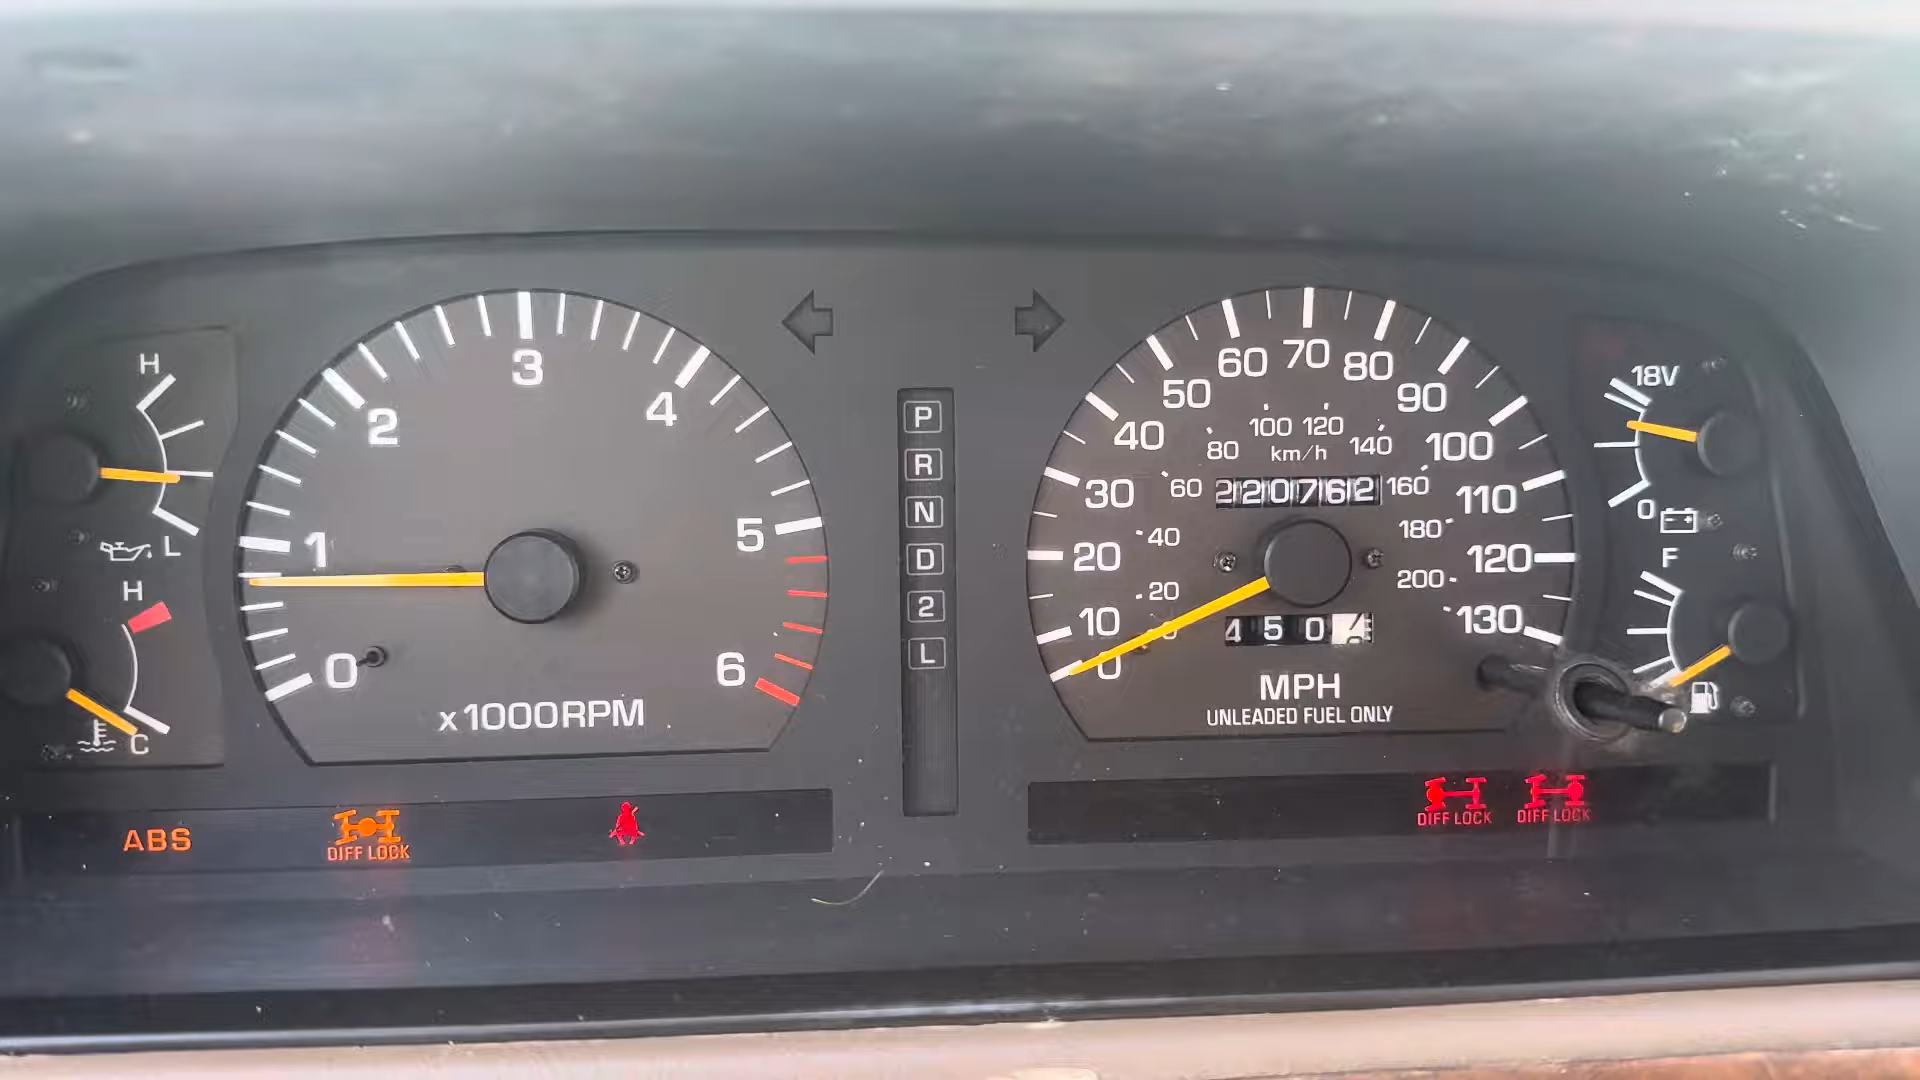 H
L
H
C
0
1
2
3
4
5
6
x1000RPM
P
R
N
D
2
L
0
10
20
30
40
50
60
70
80
90
100
110
120
130
20
40
60
80
100
120
140
160
180
200
km/h
220762
450
MPH
UNLEADED FUEL ONLY
18V
0
F
ABS
DIFF LOCK
DIFF LOCK
DIFF LOCK